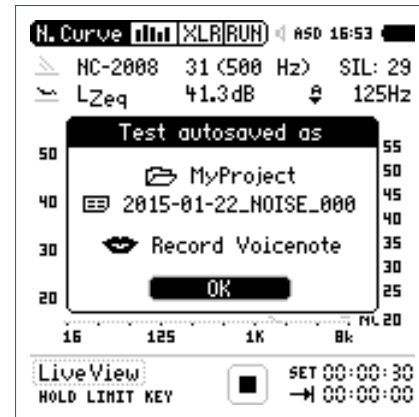 N. Curve XLR RUN ASD 16:53
NC-2008 31 (500 Hz) SIL: 29
LZeq 41.3dB 125Hz
Test autosaved as
MyProject
2015-01-22_NOISE_000
Record Voicenote
OK
50
40
30
20
55
50
45
40
35
30
25
20
16 125 1K 8k
LiveView SET 00:00:30
HOLD LIMIT KEY 00:00:00